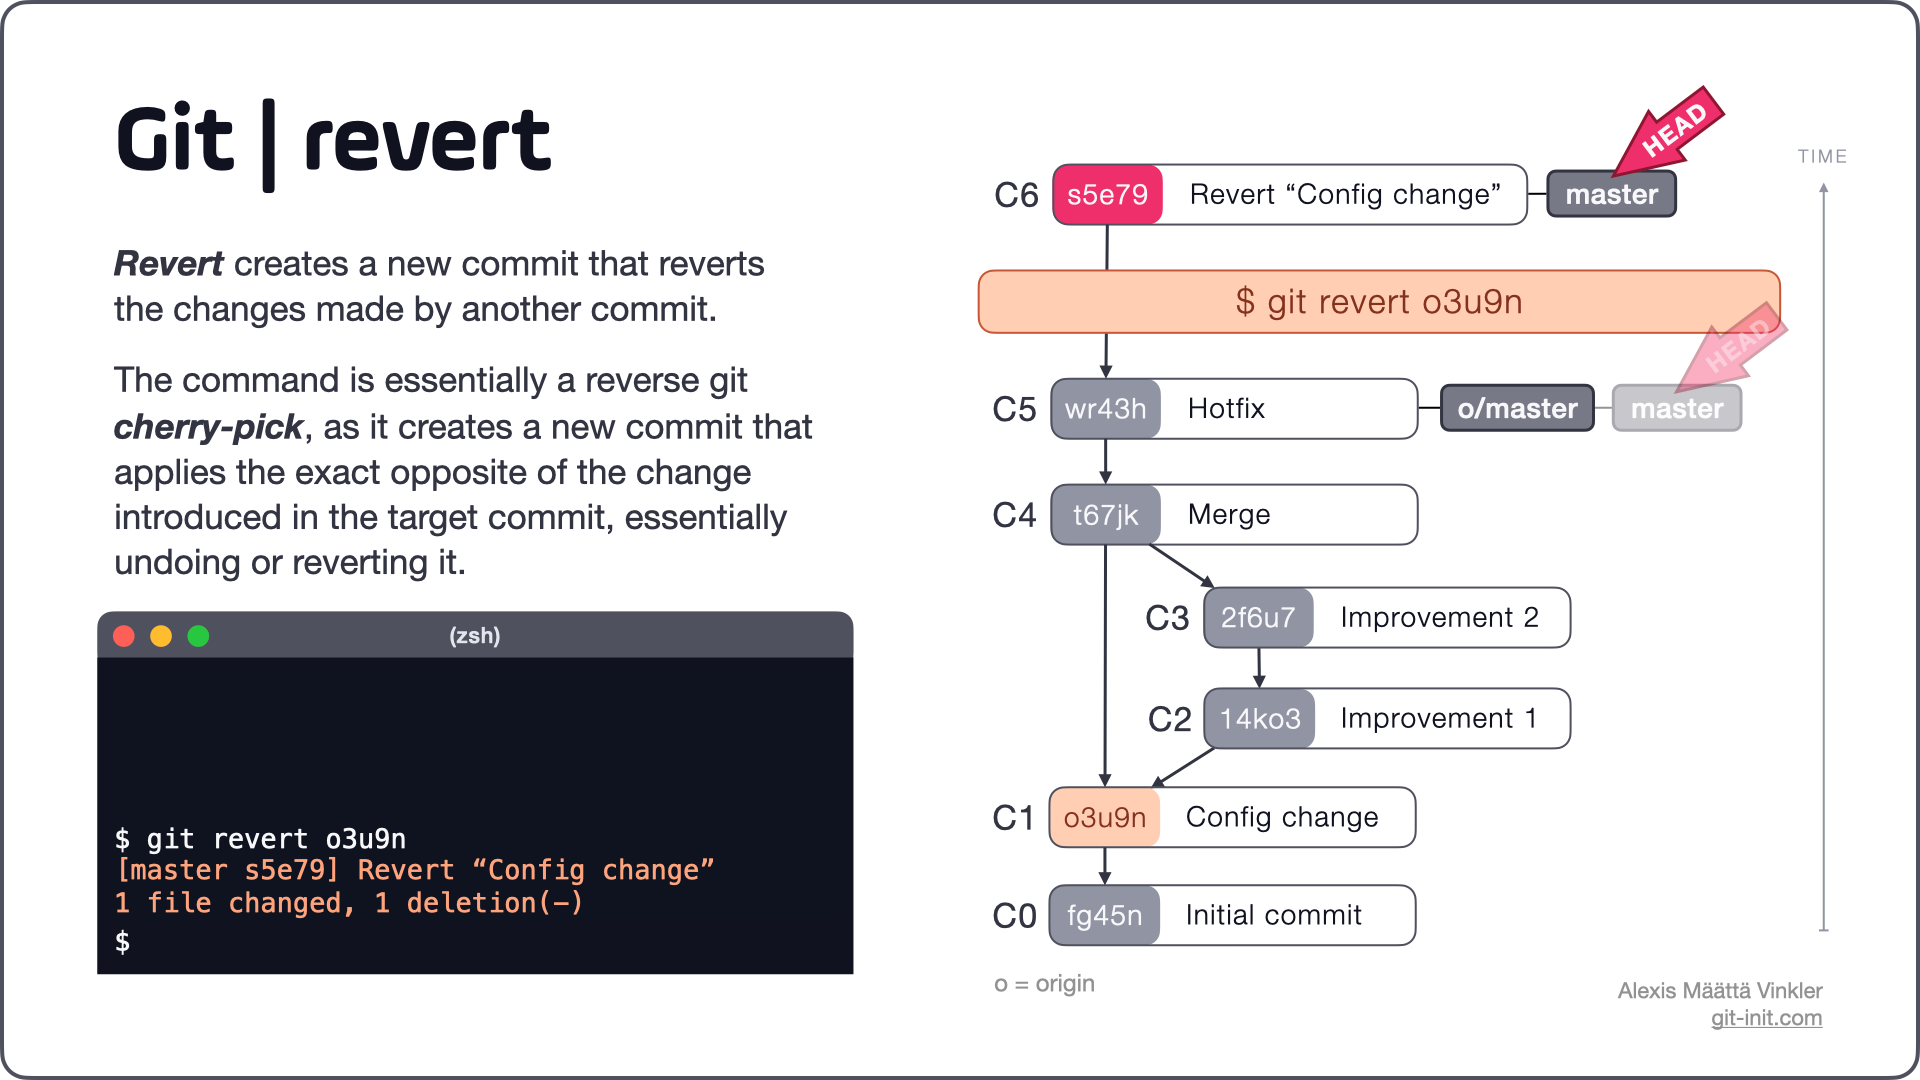 Git | revert
Revert creates a new commit that reverts
the changes made by another commit.
The command is essentially a reverse git
cherry-pick, as it creates a new commit that
applies the exact opposite of the change
introduced in the target commit, essentially
undoing or reverting it.
(zsh)
$ git revert o3u9n
[master s5e79] Revert “Config change”
1 file changed, 1 deletion(–)
$
HEAD
TIME
C6 s5e79 Revert “Config change” master
$ git revert o3u9n
HEAD
C5 wr43h Hotfix o/master master
C4 t67jk Merge
C3 2f6u7 Improvement 2
C2 14ko3 Improvement 1
C1 o3u9n Config change
C0 fg45n Initial commit
o = origin
Alexis Määttä Vinkler
git-init.com